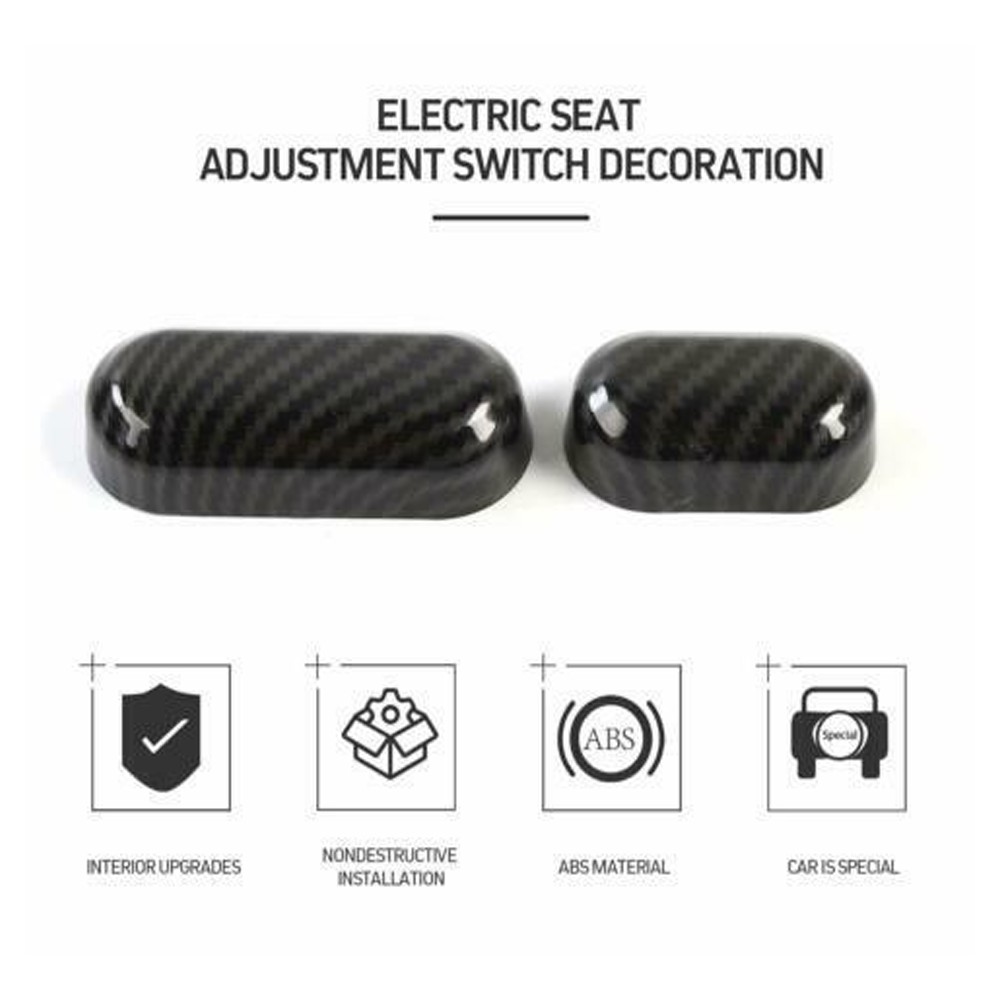 ELECTRIC SEAT
ADJUSTMENT SWITCH DECORATION
ABS
Special
INTERIOR UPGRADES
NONDESTRUCTIVE
INSTALLATION
ABS MATERIAL
CAR IS SPECIAL